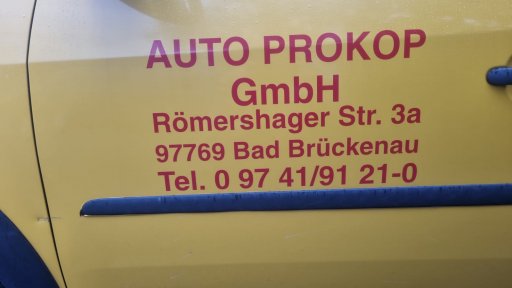 AUTO PROKOP
GmbH
Römershager Str. 3a
97769 Bad Brückenau
Tel. 0 97 41/91 21-0